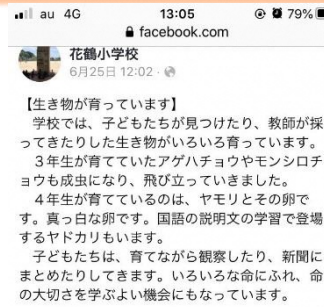 au 4G 13:05 79%
facebook.com
花鶴小学校
6月25日 12:02・
【生き物が育っています】
　学校では、子どもたちが見つけたり、教師が採
ってきたりした生き物がいろいろ育っています。
　３年生が育てていたアゲハチョウやモンシロチ
ョウも成虫になり、飛び立っていきました。
　４年生が育てているのは、ヤモリとその卵で
す。真っ白な卵です。国語の説明文の学習で登場
するヤドカリもいます。
　子どもたちは、育てながら観察したり、新聞に
まとめたりしてきます。いろいろな命にふれ、命
の大切さを学ぶよい機会にもなっています。